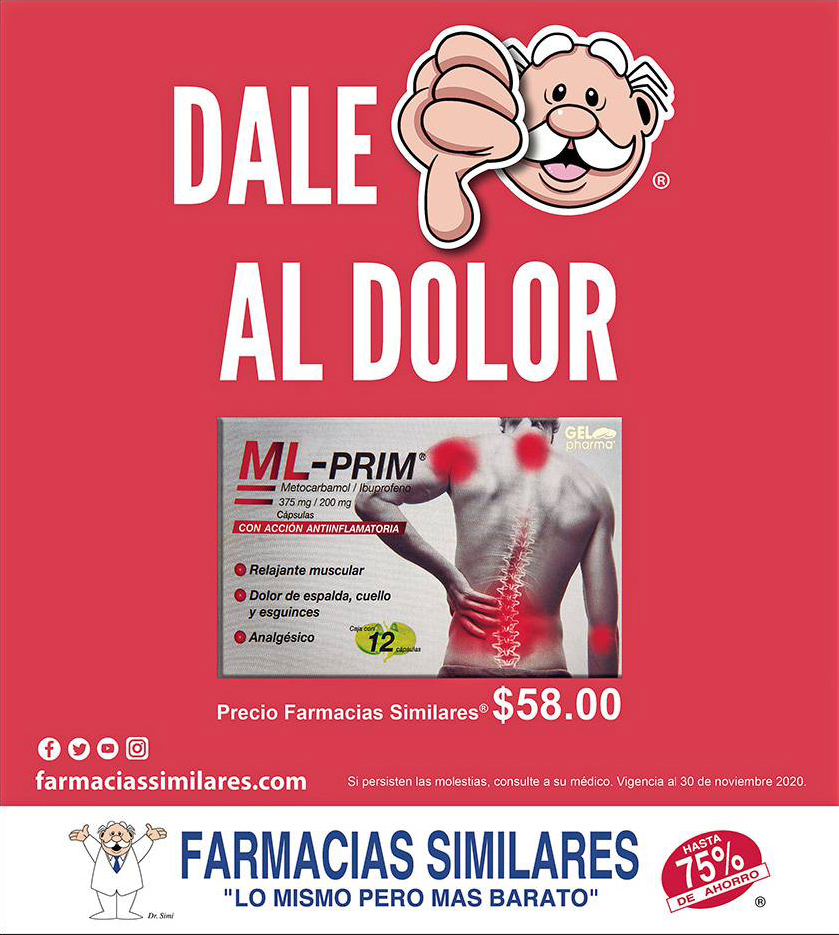 DALE
®
AL DOLOR
GEL
pharma®
ML-PRIM®
Metocarbamol / Ibuprofeno
375 mg / 200 mg
Cápsulas
CON ACCIÓN ANTIINFLAMATORIA
Relajante muscular
Dolor de espalda, cuello
y esguinces
Analgésico
Caja con
12 cápsulas
Precio Farmacias Similares® $58.00
farmaciassimilares.com
Si persisten las molestias, consulte a su médico. Vigencia al 30 de noviembre 2020.
Dr. Simi
FARMACIAS SIMILARES
"LO MISMO PERO MAS BARATO"
HASTA
75%
DE AHORRO
®